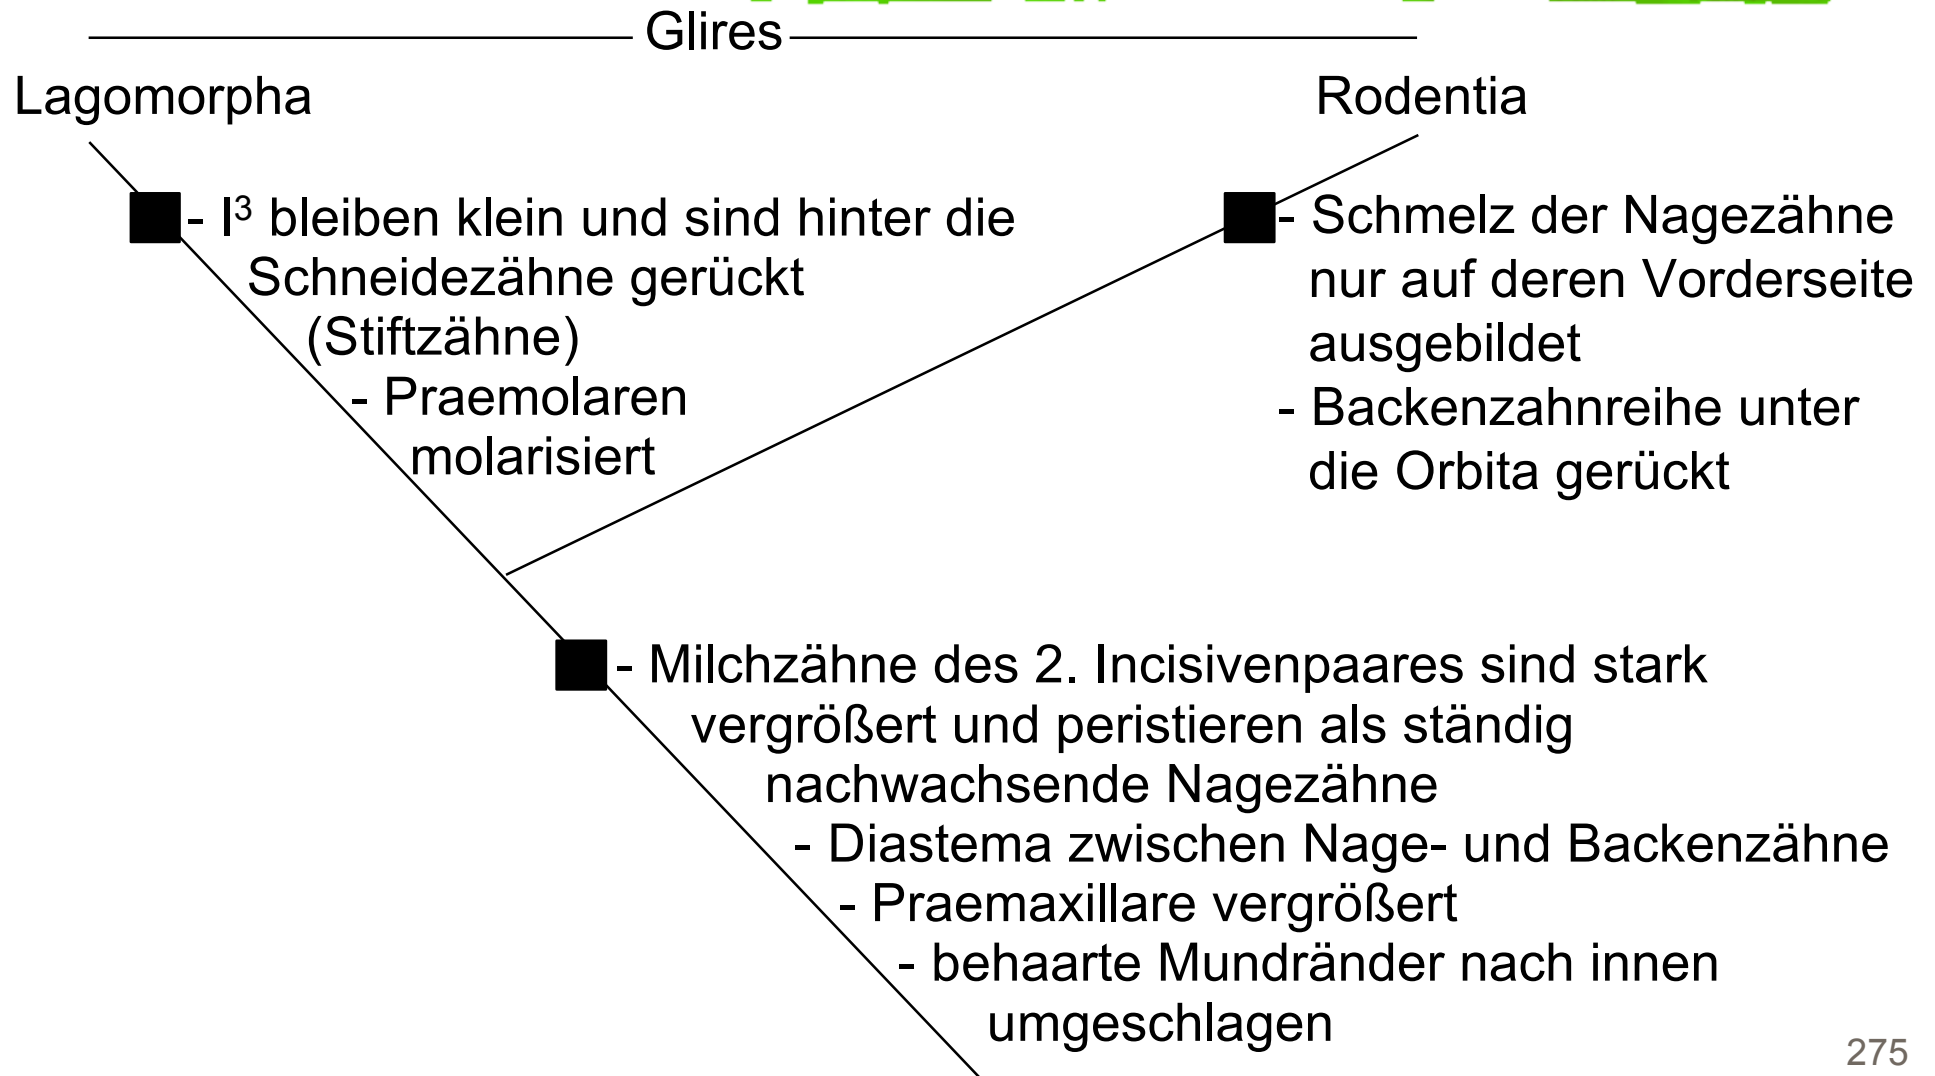 Glires
Lagomorpha
Rodentia
- I³ bleiben klein und sind hinter die
Schneidezähne gerückt
(Stiftzähne)
- Praemolaren
molarisiert
- Schmelz der Nagezähne
nur auf deren Vorderseite
ausgebildet
- Backenzahnreihe unter
die Orbita gerückt
- Milchzähne des 2. Incisivenpaares sind stark
vergrößert und peristieren als ständig
nachwachsende Nagezähne
- Diastema zwischen Nage- und Backenzähne
- Praemaxillare vergrößert
- behaarte Mundränder nach innen
umgeschlagen
275